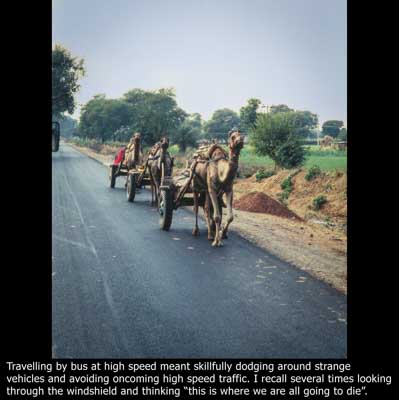 Travelling by bus at high speed meant skillfully dodging around strange
vehicles and avoiding oncoming high speed traffic. I recall several times looking
through the windshield and thinking “this is where we are all going to die”.